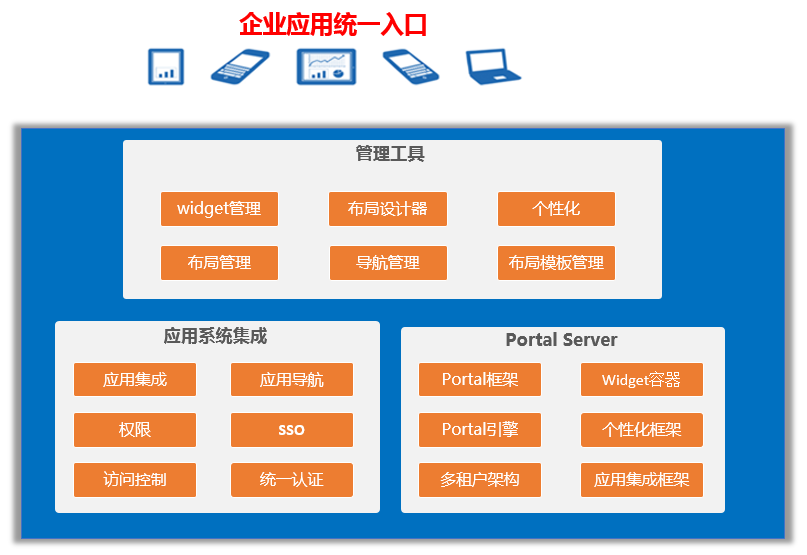 企业应用统一入口
管理工具
widget管理 布局设计器 个性化
布局管理 导航管理 布局模板管理
应用系统集成
应用集成 应用导航
权限 SSO
访问控制 统一认证
Portal Server
Portal框架 Widget容器
Portal引擎 个性化框架
多租户架构 应用集成框架